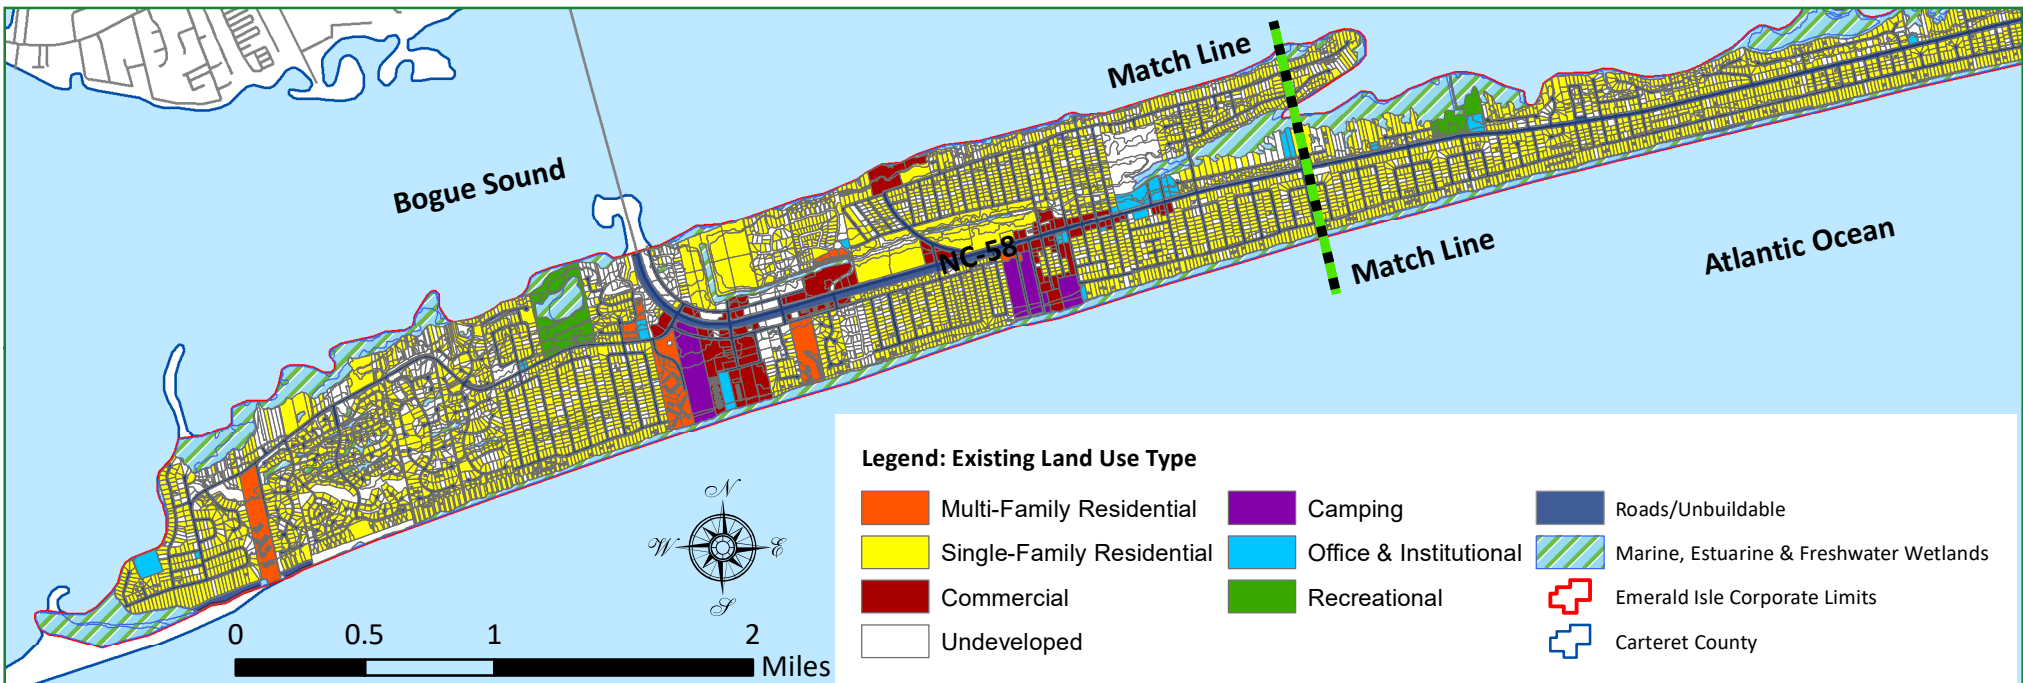 Match Line
Bogue Sound
NC-58
Match Line
Atlantic Ocean
Legend: Existing Land Use Type
Multi-Family Residential
Single-Family Residential
Commercial
Undeveloped
Camping
Office & Institutional
Recreational
Roads/Unbuildable
Marine, Estuarine & Freshwater Wetlands
Emerald Isle Corporate Limits
Carteret County
N
W E
S
0 0.5 1 2
Miles